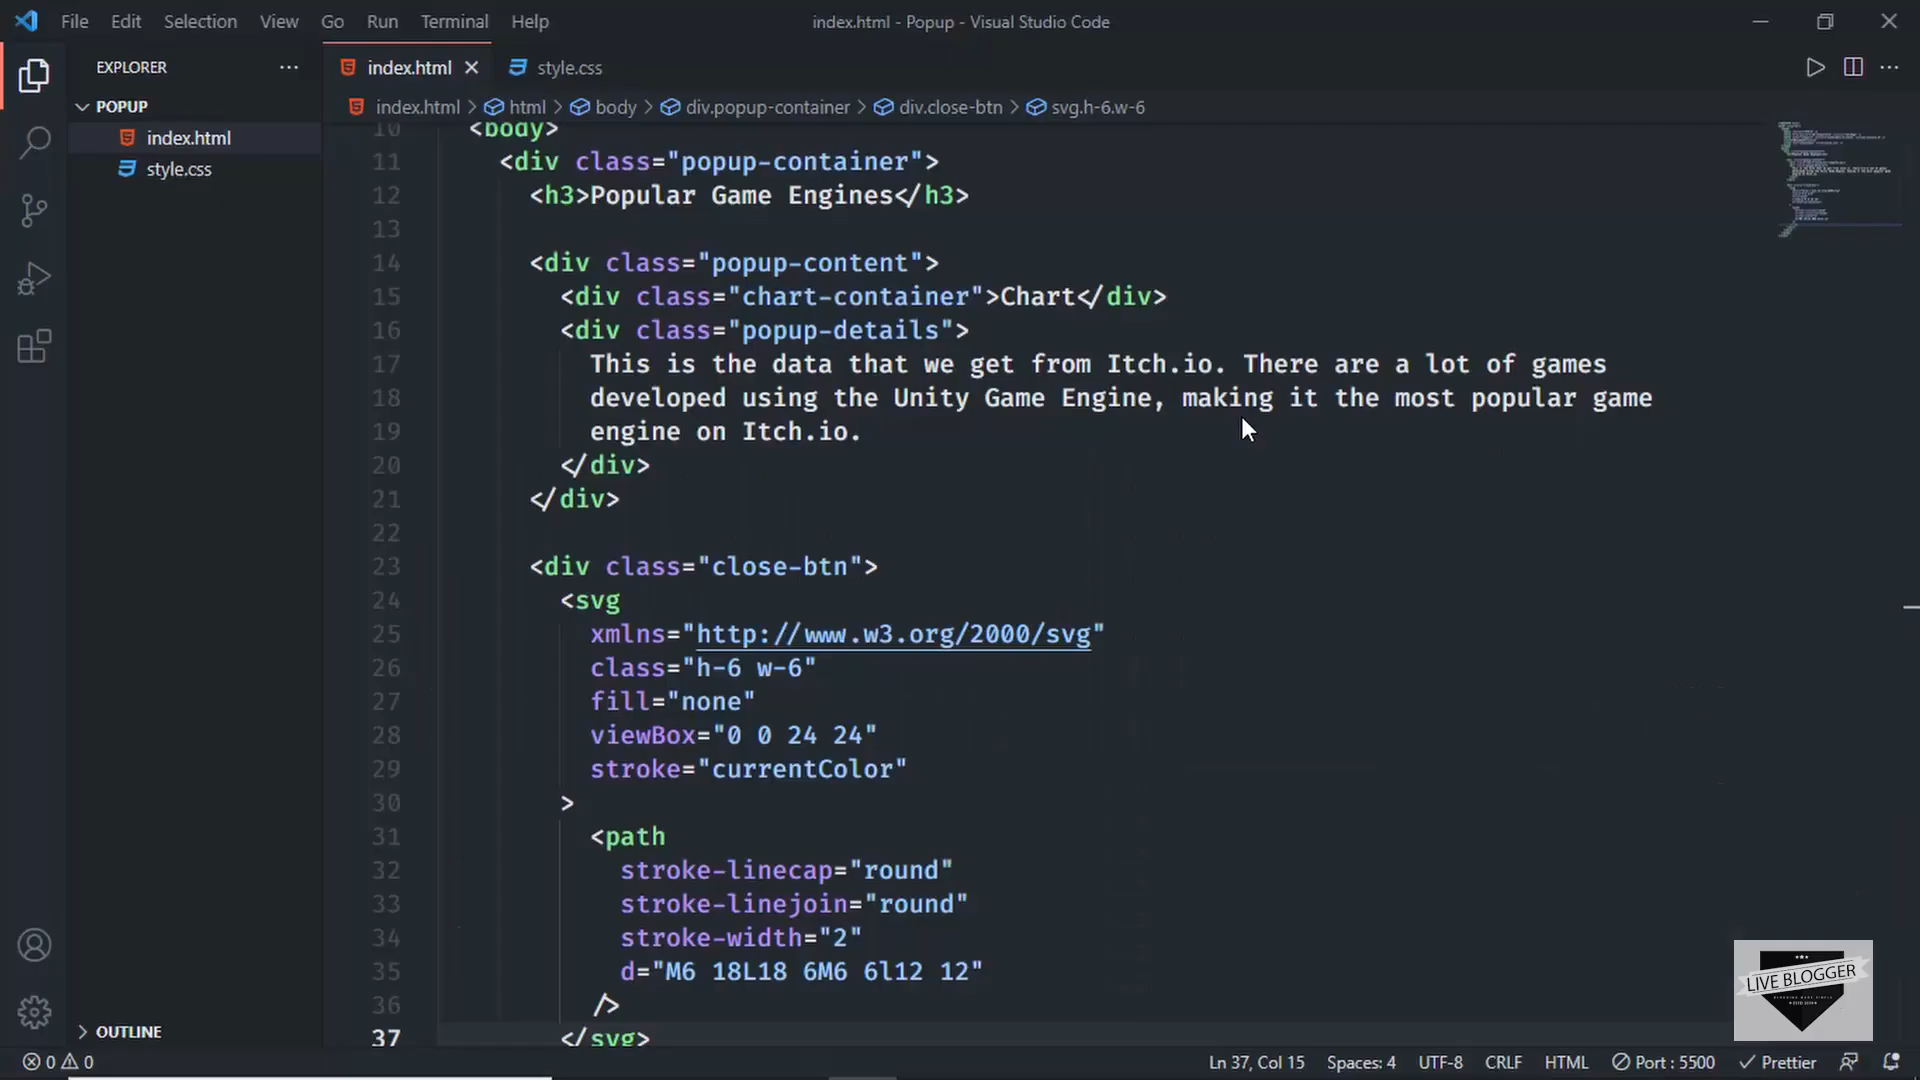 File Edit Selection View Go Run Terminal Help
index.html - Popup - Visual Studio Code
EXPLORER
POPUP
index.html
style.css
OUTLINE
index.html style.css
index.html > html > body > div.popup-container > div.close-btn > svg.h-6.w-6
10 <body>
11 <div class="popup-container">
12 <h3>Popular Game Engines</h3>
13
14 <div class="popup-content">
15 <div class="chart-container">Chart</div>
16 <div class="popup-details">
17 This is the data that we get from Itch.io. There are a lot of games
18 developed using the Unity Game Engine, making it the most popular game
19 engine on Itch.io.
20 </div>
21 </div>
22
23 <div class="close-btn">
24 <svg
25 xmlns="http://www.w3.org/2000/svg"
26 class="h-6 w-6"
27 fill="none"
28 viewBox="0 0 24 24"
29 stroke="currentColor"
30 >
31 <path
32 stroke-linecap="round"
33 stroke-linejoin="round"
34 stroke-width="2"
35 d="M6 18L18 6M6 6l12 12"
36 />
37 </svg>
LIVE BLOGGER
0 0
Ln 37, Col 15 Spaces: 4 UTF-8 CRLF HTML Port : 5500 Prettier